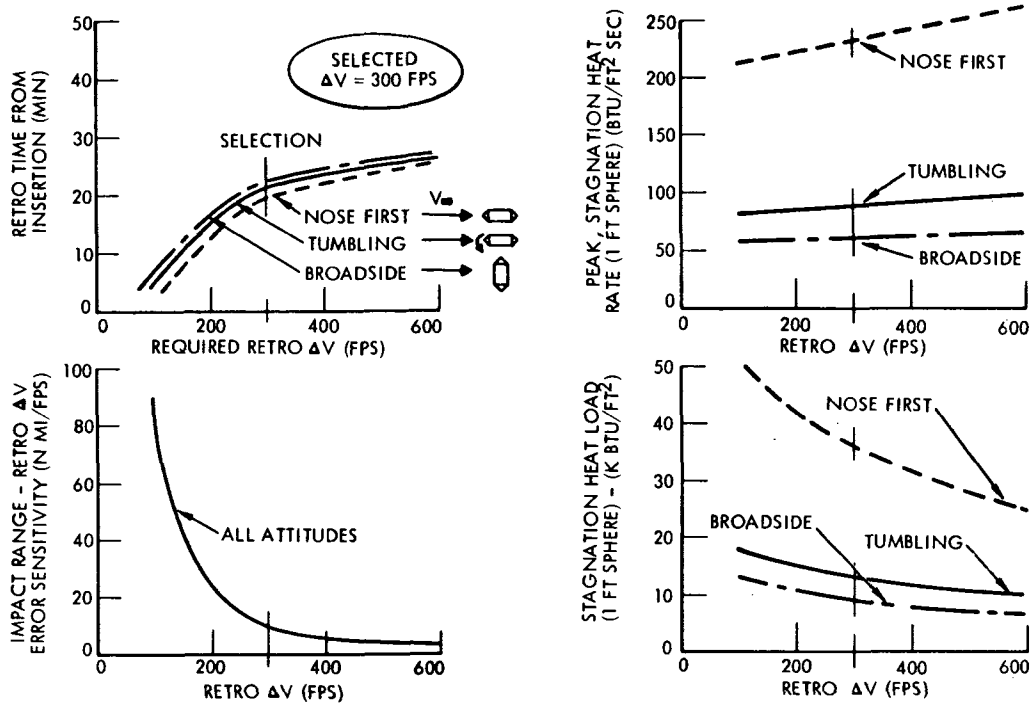 RETRO TIME FROM
INSERTION (MIN)
50
40
30
20
10
0
0
200
400
600
REQUIRED RETRO ΔV (FPS)
SELECTED
ΔV = 300 FPS
SELECTION
V∞
NOSE FIRST
TUMBLING
BROADSIDE
PEAK, STAGNATION HEAT
RATE (1 FT SPHERE) (BTU/FT² SEC)
250
200
150
100
50
0
0
200
400
600
RETRO ΔV (FPS)
NOSE FIRST
TUMBLING
BROADSIDE
IMPACT RANGE - RETRO ΔV
ERROR SENSITIVITY (N MI/FPS)
100
80
60
40
20
0
0
200
400
600
RETRO ΔV (FPS)
ALL ATTITUDES
STAGNATION HEAT LOAD
(1 FT SPHERE) - (K BTU/FT²)
50
40
30
20
10
0
0
200
400
600
RETRO ΔV (FPS)
NOSE FIRST
BROADSIDE
TUMBLING